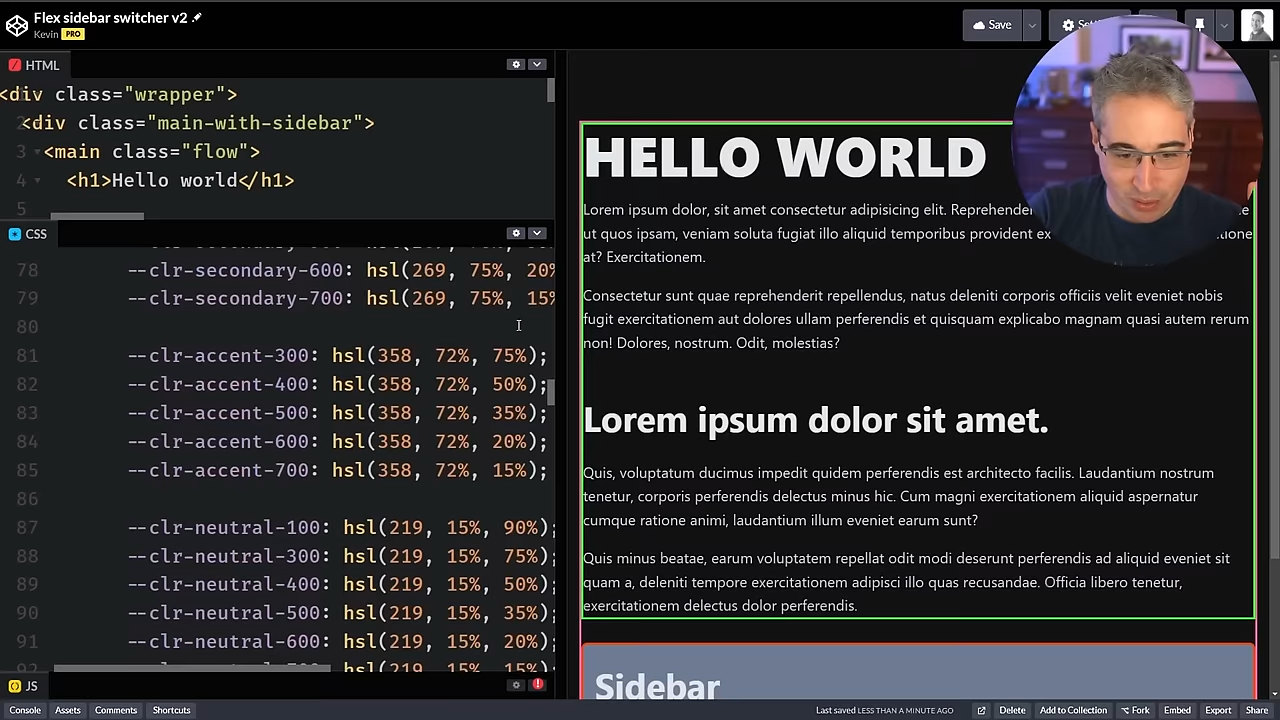 Flex sidebar switcher v2
Kevin PRO
Save
HTML
<div class="wrapper">
2 <div class="main-with-sidebar">
3 <main class="flow">
4 <h1>Hello world</h1>
5
CSS
78 --clr-secondary-600: hsl(269, 75%, 20%
79 --clr-secondary-700: hsl(269, 75%, 15%
80
81 --clr-accent-300: hsl(358, 72%, 75%);
82 --clr-accent-400: hsl(358, 72%, 50%);
83 --clr-accent-500: hsl(358, 72%, 35%);
84 --clr-accent-600: hsl(358, 72%, 20%);
85 --clr-accent-700: hsl(358, 72%, 15%);
86
87 --clr-neutral-100: hsl(219, 15%, 90%);
88 --clr-neutral-300: hsl(219, 15%, 75%);
89 --clr-neutral-400: hsl(219, 15%, 50%);
90 --clr-neutral-500: hsl(219, 15%, 35%);
91 --clr-neutral-600: hsl(219, 15%, 20%);
JS
HELLO WORLD
Lorem ipsum dolor, sit amet consectetur adipisicing elit.
ut quos ipsam, veniam soluta fugiat illo aliquid temporibus provident
at? Exercitationem.
Consectetur sunt quae reprehenderit repellendus, natus deleniti corporis officiis velit eveniet nobis
fugit exercitationem aut dolores ullam perferendis et quisquam explicabo magnam quasi autem rerum
non! Dolores, nostrum. Odit, molestias?
Lorem ipsum dolor sit amet.
Quis, voluptatum ducimus impedit quidem perferendis est architecto facilis. Laudantium nostrum
tenetur, corporis perferendis delectus minus hic. Cum magni exercitationem aliquid aspernatur
cumque ratione animi, laudantium illum eveniet earum sunt?
Quis minus beatae, earum voluptatem repellat odit modi deserunt perferendis ad aliquid eveniet sit
quam a, deleniti tempore exercitationem adipisci illo quas recusandae. Officia libero tenetur,
exercitationem delectus dolor perferendis.
Sidebar
Console Assets Comments Shortcuts
Last saved LESS THAN A MINUTE AGO Delete Add to Collection Fork Embed Export Share